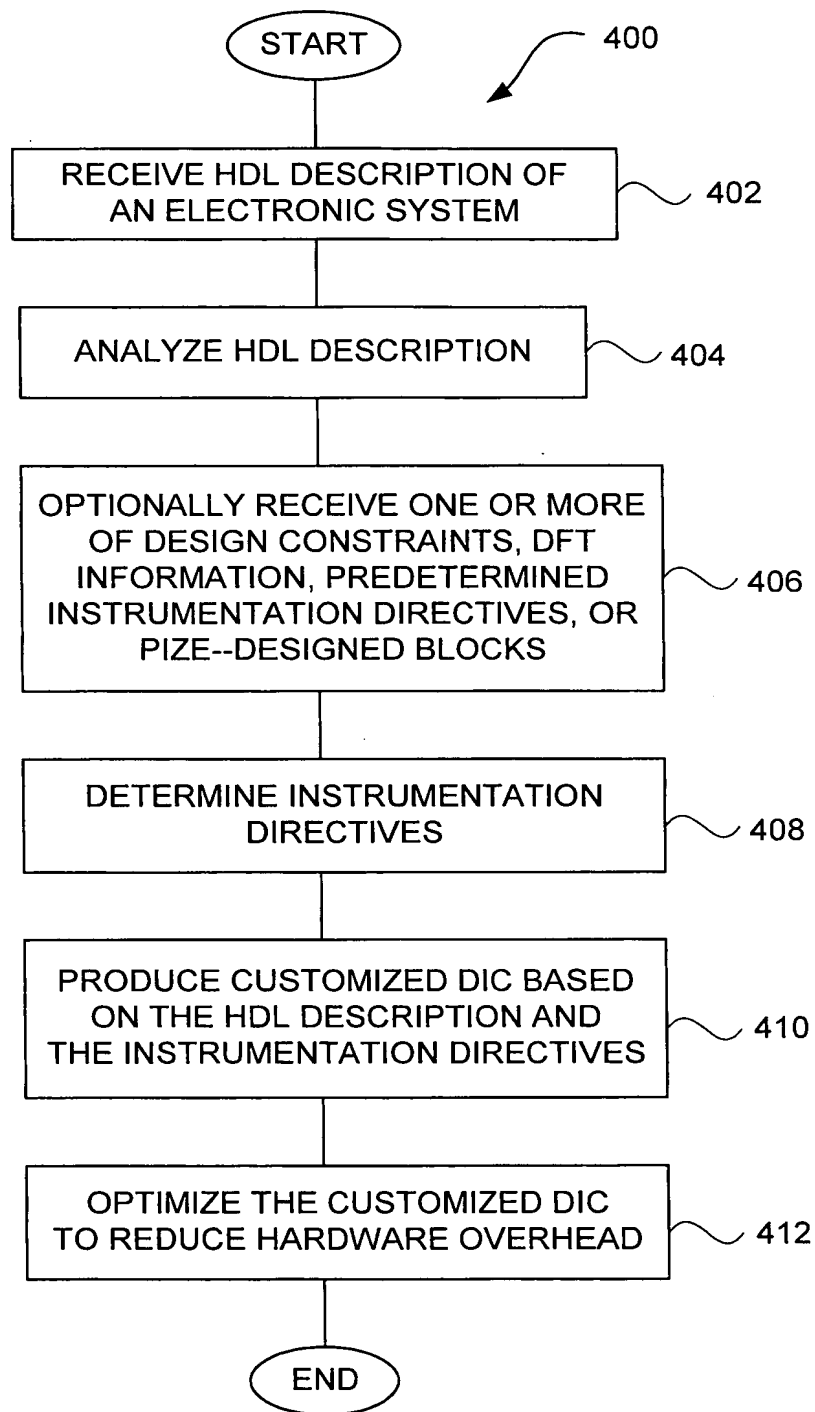 START
400
RECEIVE HDL DESCRIPTION OF
AN ELECTRONIC SYSTEM
402
ANALYZE HDL DESCRIPTION
404
OPTIONALLY RECEIVE ONE OR MORE
OF DESIGN CONSTRAINTS, DFT
INFORMATION, PREDETERMINED
INSTRUMENTATION DIRECTIVES, OR
PIZE--DESIGNED BLOCKS
406
DETERMINE INSTRUMENTATION
DIRECTIVES
408
PRODUCE CUSTOMIZED DIC BASED
ON THE HDL DESCRIPTION AND
THE INSTRUMENTATION DIRECTIVES
410
OPTIMIZE THE CUSTOMIZED DIC
TO REDUCE HARDWARE OVERHEAD
412
END